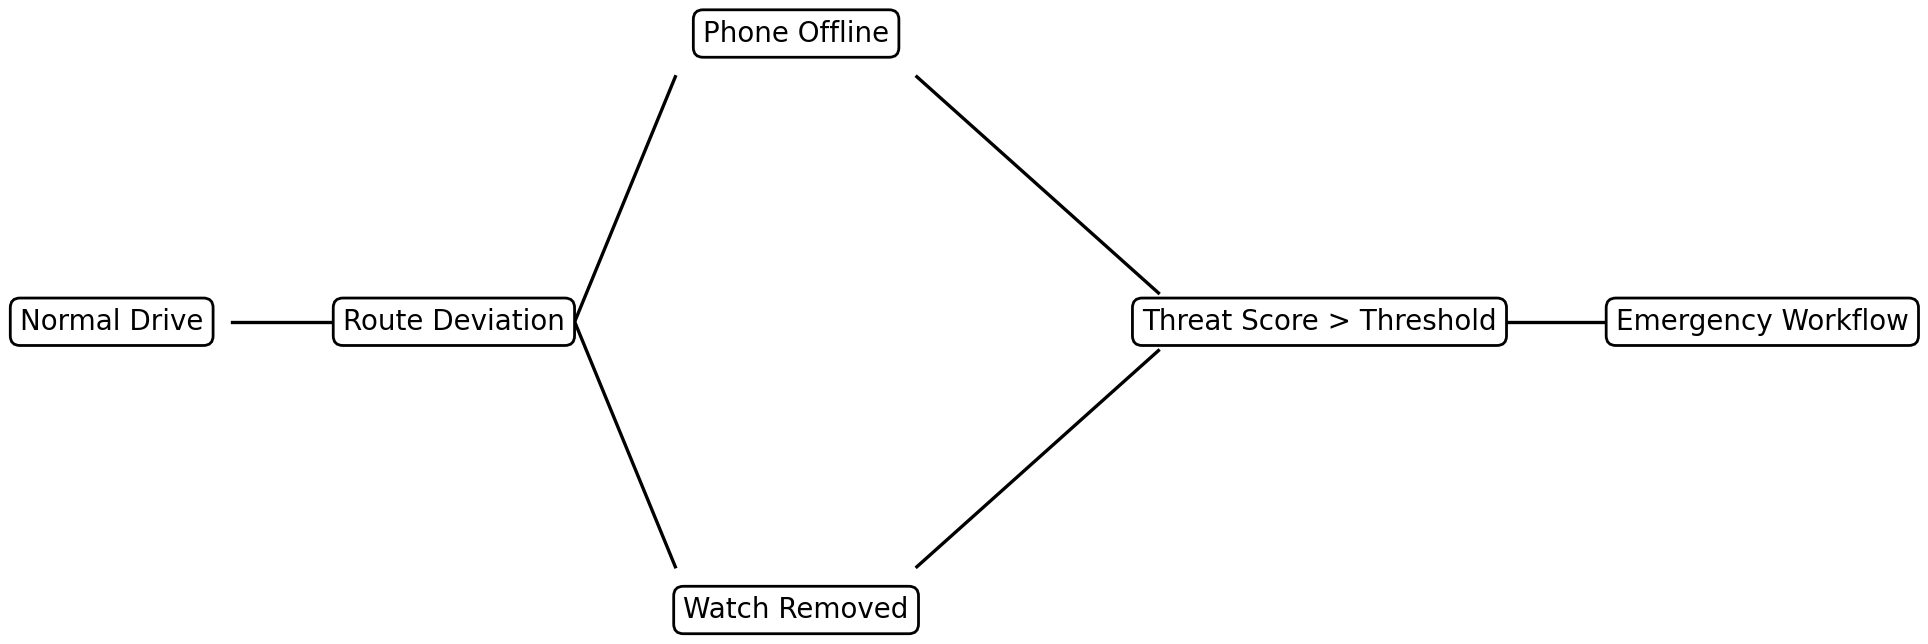 Phone Offline
Normal Drive
Route Deviation
Threat Score > Threshold
Emergency Workflow
Watch Removed